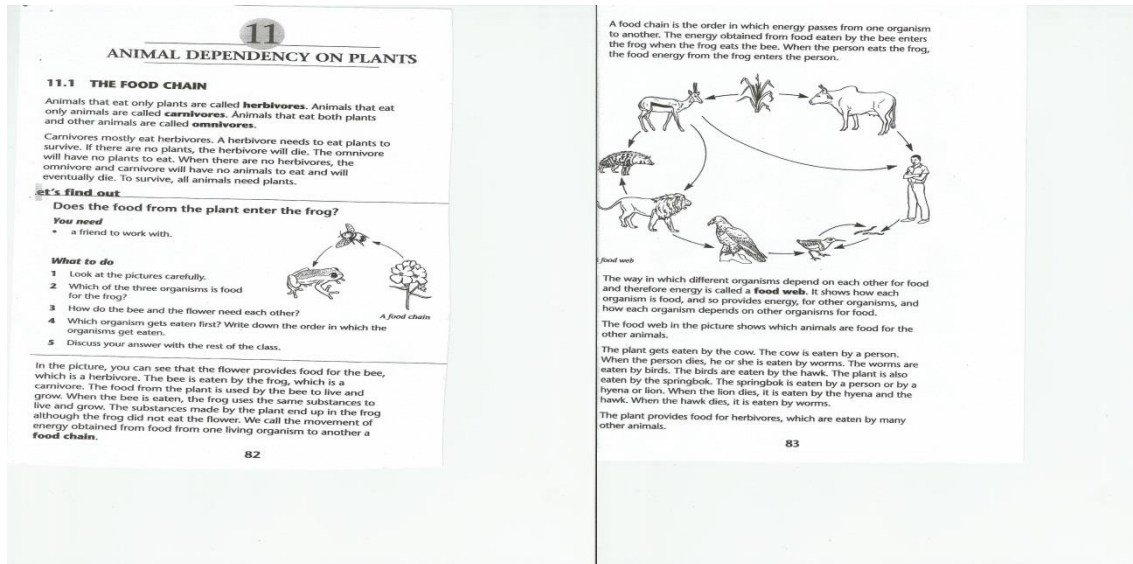 11
ANIMAL DEPENDENCY ON PLANTS
11.1 THE FOOD CHAIN
Animals that eat only plants are called herbivores. Animals that eat
only animals are called carnivores. Animals that eat both plants
and other animals are called omnivores.
Carnivores mostly eat herbivores. A herbivore needs to eat plants to
survive. If there are no plants, the herbivore will die. The omnivore
will have no plants to eat. When there are no herbivores, the
omnivore and carnivore will have no animals to eat and will
eventually die. To survive, all animals need plants.
et's find out
Does the food from the plant enter the frog?
You need
• a friend to work with.
What to do
1 Look at the pictures carefully.
2 Which of the three organisms is food
for the frog?
3 How do the bee and the flower need each other?
A food chain
4 Which organism gets eaten first? Write down the order in which the
organisms get eaten.
5 Discuss your answer with the rest of the class.
In the picture, you can see that the flower provides food for the bee,
which is a herbivore. The bee is eaten by the frog, which is a
carnivore. The food from the plant is used by the bee to live and
grow. When the bee is eaten, the frog uses the same substances to
live and grow. The substances made by the plant end up in the frog
although the frog did not eat the flower. We call the movement of
energy obtained from food from one living organism to another a
food chain.
82
A food chain is the order in which energy passes from one organism
to another. The energy obtained from food eaten by the bee enters
the frog when the frog eats the bee. When the person eats the frog,
the food energy from the frog enters the person.
food web
The way in which different organisms depend on each other for food
and therefore energy is called a food web. It shows how each
organism is food, and so provides energy, for other organisms, and
how each organism depends on other organisms for food.
The food web in the picture shows which animals are food for the
other animals.
The plant gets eaten by the cow. The cow is eaten by a person.
When the person dies, he or she is eaten by worms. The worms are
eaten by birds. The birds are eaten by the hawk. The plant is also
eaten by the springbok. The springbok is eaten by a person or by a
hyena or lion. When the lion dies, it is eaten by the hyena and the
hawk. When the hawk dies, it is eaten by worms.
The plant provides food for herbivores, which are eaten by many
other animals.
83